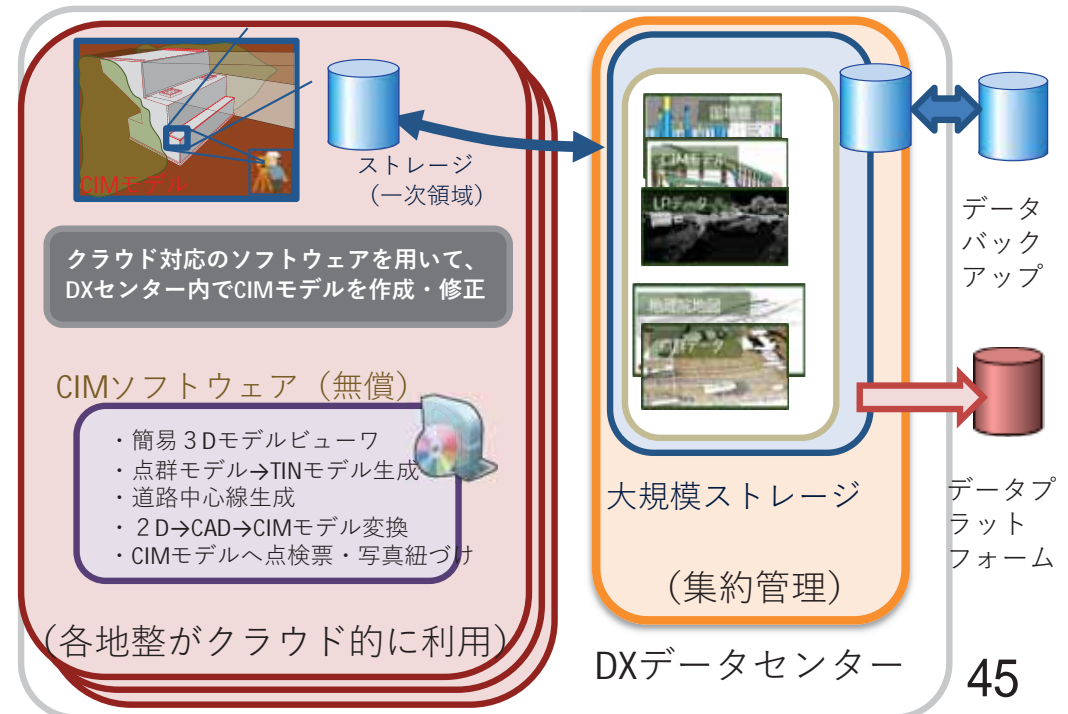 CIMモデル
ストレージ
（一次領域）
クラウド対応のソフトウェアを用いて、
DXセンター内でCIMモデルを作成・修正
CIMソフトウェア（無償）
・簡易３Dモデルビューワ
・点群モデル→TINモデル生成
・道路中心線生成
・２D→CAD→CIMモデル変換
・CIMモデルへ点検票・写真紐づけ
（各地整がクラウド的に利用）
CIMモデル
LPデータ
地理院地図
大規模ストレージ
（集約管理）
DXデータセンター
データ
バック
アップ
データプ
ラット
フォーム
45